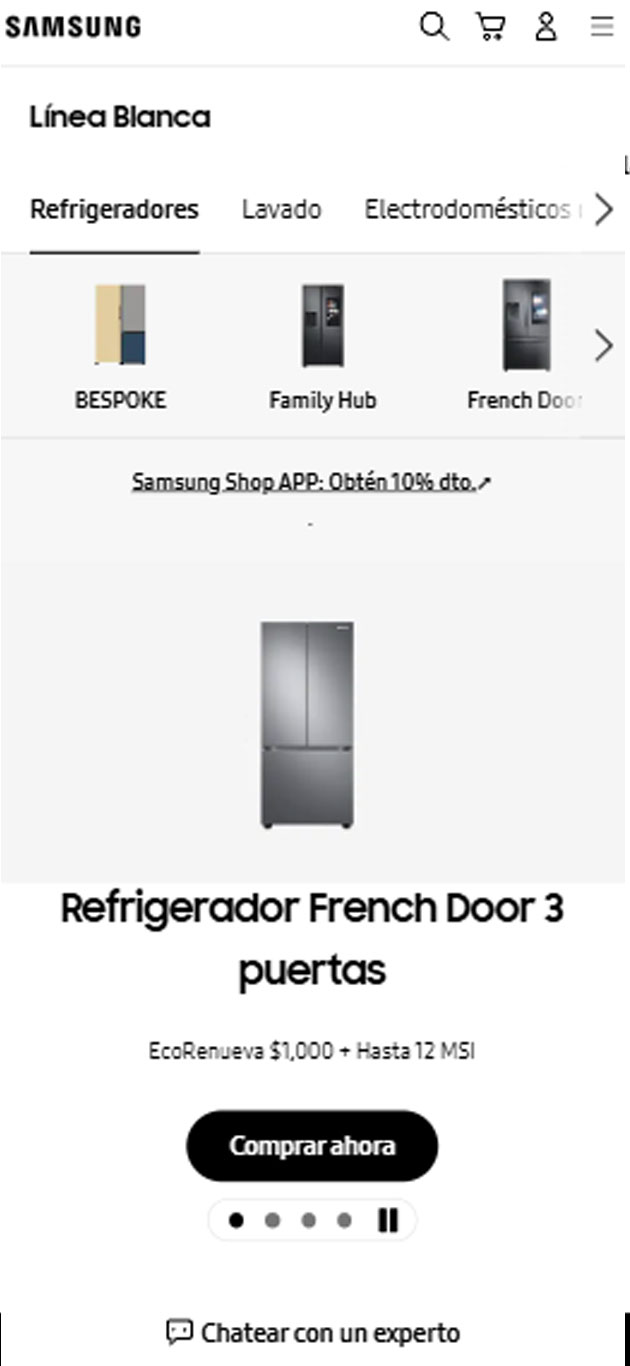 SAMSUNG
Línea Blanca
Refrigeradores Lavado Electrodomésticos
BESPOKE Family Hub French Door
Samsung Shop APP: Obtén 10% dto.↗
Refrigerador French Door 3
puertas
EcoRenueva $1,000 + Hasta 12 MSI
Comprar ahora
Chatear con un experto